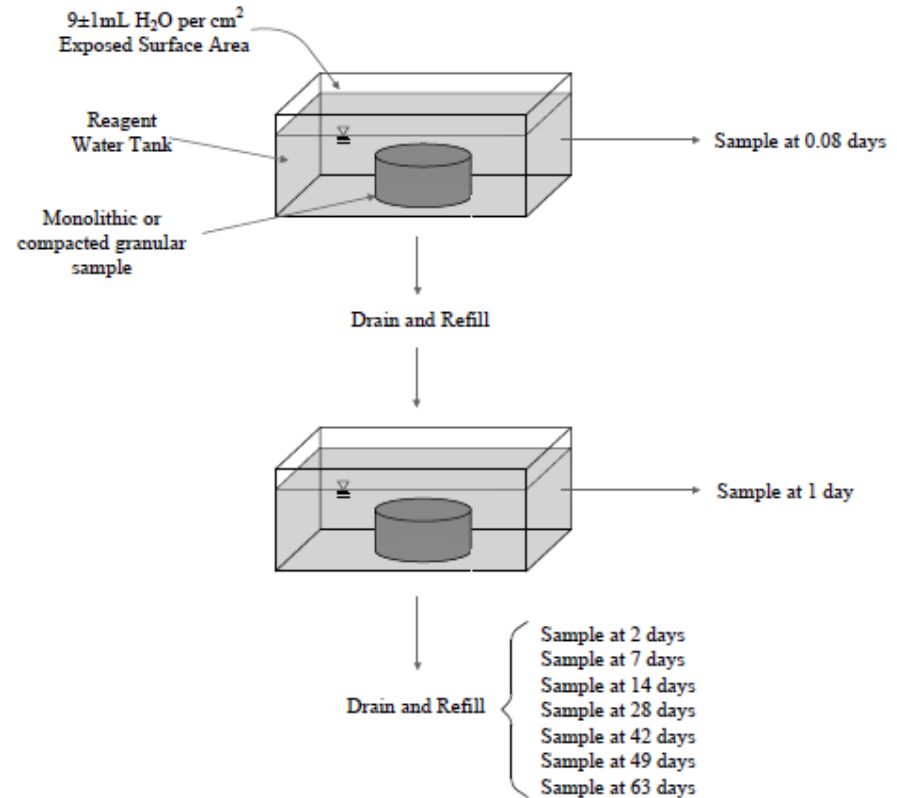 9±1mL H₂O per cm²
Exposed Surface Area
Reagent
Water Tank
Sample at 0.08 days
Monolithic or
compacted granular
sample
Drain and Refill
Sample at 1 day
Drain and Refill
Sample at 2 days
Sample at 7 days
Sample at 14 days
Sample at 28 days
Sample at 42 days
Sample at 49 days
Sample at 63 days